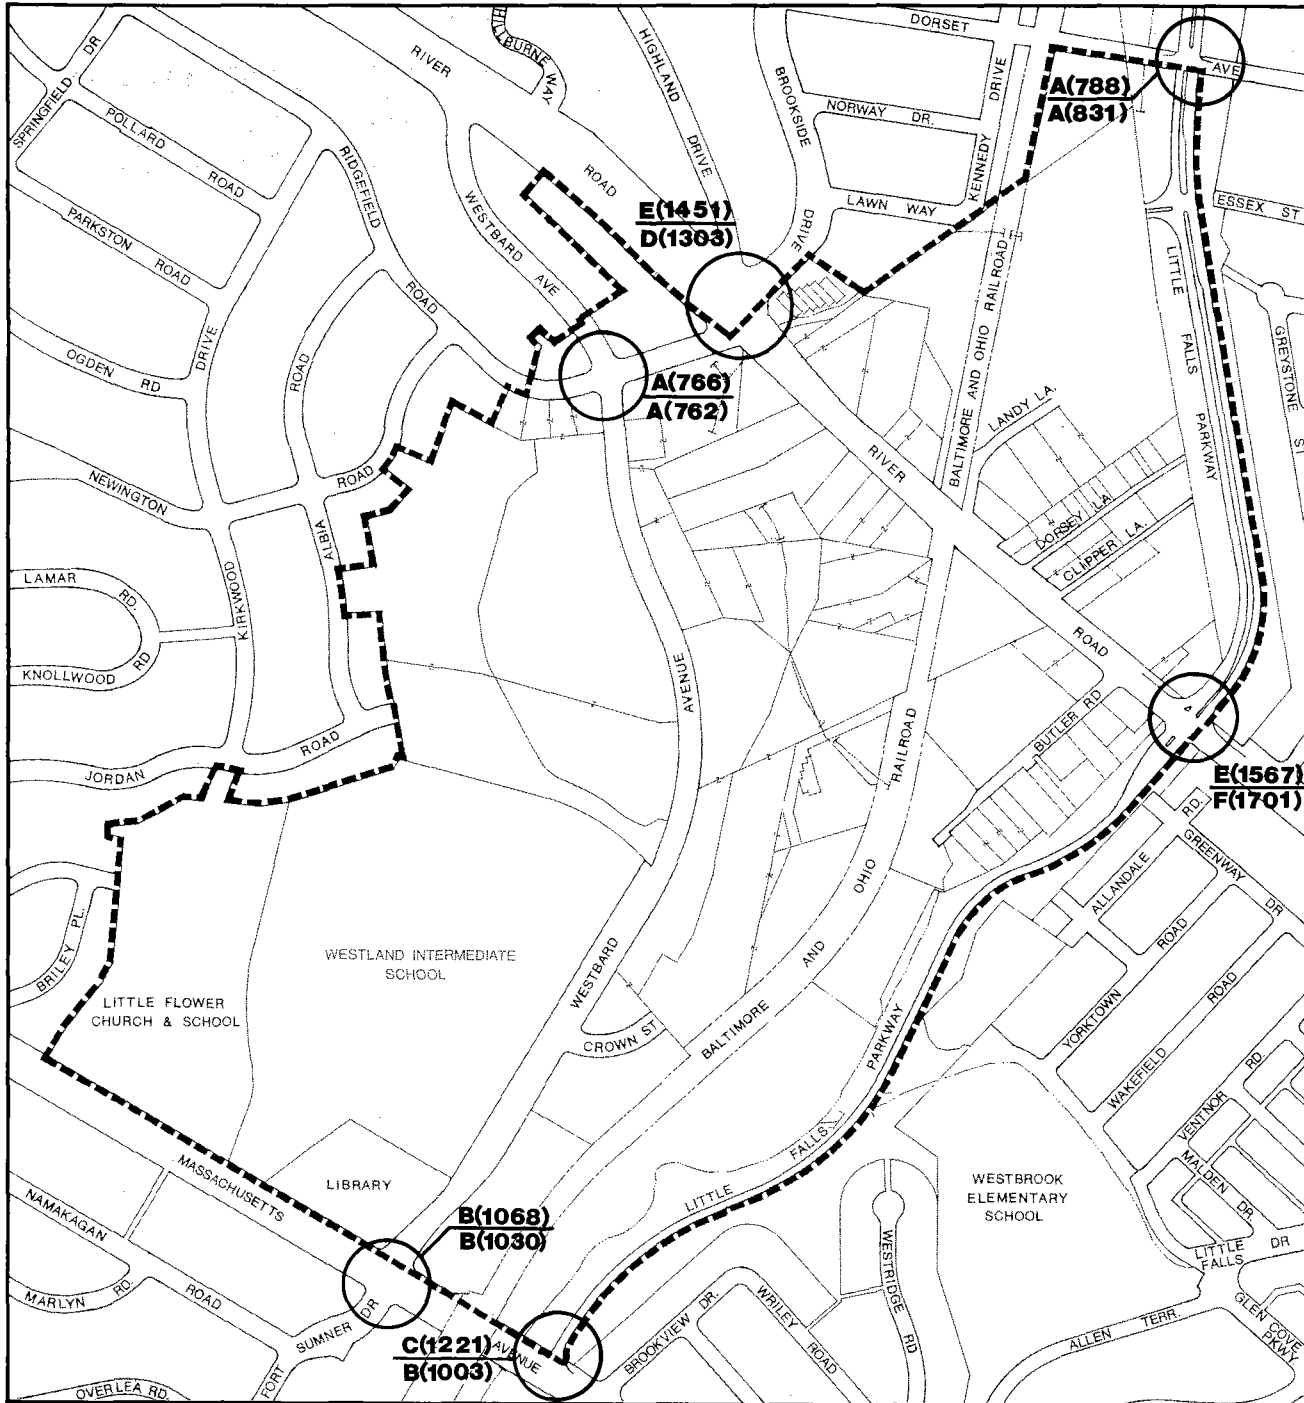 DORSET
AVE
RIVER
ROAD
HILLBURNE WAY
HIGHLAND
DRIVE
BROOKSIDE
DRIVE
NORWAY DR.
KENNEDY
DRIVE
LAWN WAY
SPRINGFIELD DR
POLLARD
ROAD
RIDGEFIELD
ROAD
WESTBARD AVE
PARKSTON
ROAD
OGDEN RD
DRIVE
ROAD
A(788)
A(831)
E(1451)
D(1303)
A(766)
A(762)
ESSEX ST
LITTLE
FALLS
PARKWAY
GREYSTONE
ST
BALTIMORE AND OHIO RAILROAD
LANDY LA.
RIVER
DORSEY LA.
CLIPPER LA.
ROAD
NEWINGTON
ROAD
ALBIA
ROAD
KIRKWOOD
LAMAR
RD.
KNOLLWOOD
RD
JORDAN
ROAD
AVENUE
BUTLER RD
RAILROAD
E(1567)
F(1701)
RD.
ALLANDALE
GREENWAY
DR
OHIO
AND
BALTIMORE
BRILEY PL.
WESTLAND INTERMEDIATE
SCHOOL
LITTLE FLOWER
CHURCH & SCHOOL
WESTBARD
CROWN ST
PARKWAY
FALLS
LITTLE
YORKTOWN
ROAD
WAKEFIELD
ROAD
VENTNOR
RD.
MALDEN
DR.
MASSACHUSETTS
LIBRARY
WESTBROOK
ELEMENTARY
SCHOOL
NAMAKAGAN
ROAD
MARLYN
RD.
B(1068)
B(1030)
WESTRIDGE
RD
LITTLE
FALLS
DR
GLEN COVE
PKWY
FORT
SUMNER
DR
C(1221)
B(1003)
AVENUE
BROOKVIEW DR.
WRILEY
ROAD
ALLEN TERR.
OVERLEA RD.